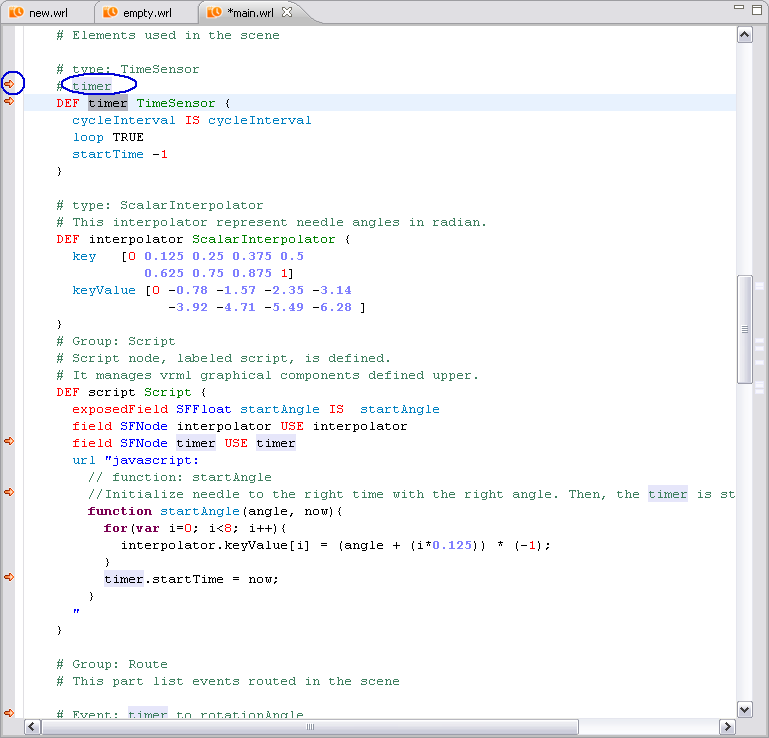 new.wrl empty.wrl *main.wrl
# Elements used in the scene
# type: TimeSensor
# timer
DEF timer TimeSensor {
cycleInterval IS cycleInterval
loop TRUE
startTime -1
}
# type: ScalarInterpolator
# This interpolator represent needle angles in radian.
DEF interpolator ScalarInterpolator {
key [0 0.125 0.25 0.375 0.5
0.625 0.75 0.875 1]
keyValue [0 -0.78 -1.57 -2.35 -3.14
-3.92 -4.71 -5.49 -6.28 ]
}
# Group: Script
# Script node, labeled script, is defined.
# It manages vrml graphical components defined upper.
DEF script Script {
exposedField SFFloat startAngle IS startAngle
field SFNode interpolator USE interpolator
field SFNode timer USE timer
url "javascript:
// function: startAngle
//Initialize needle to the right time with the right angle. Then, the timer is st
function startAngle(angle, now){
for(var i=0; i<8; i++){
interpolator.keyValue[i] = (angle + (i*0.125)) * (-1);
}
timer.startTime = now;
}
"
}
# Group: Route
# This part list events routed in the scene
# Event: timer to rotationAngle